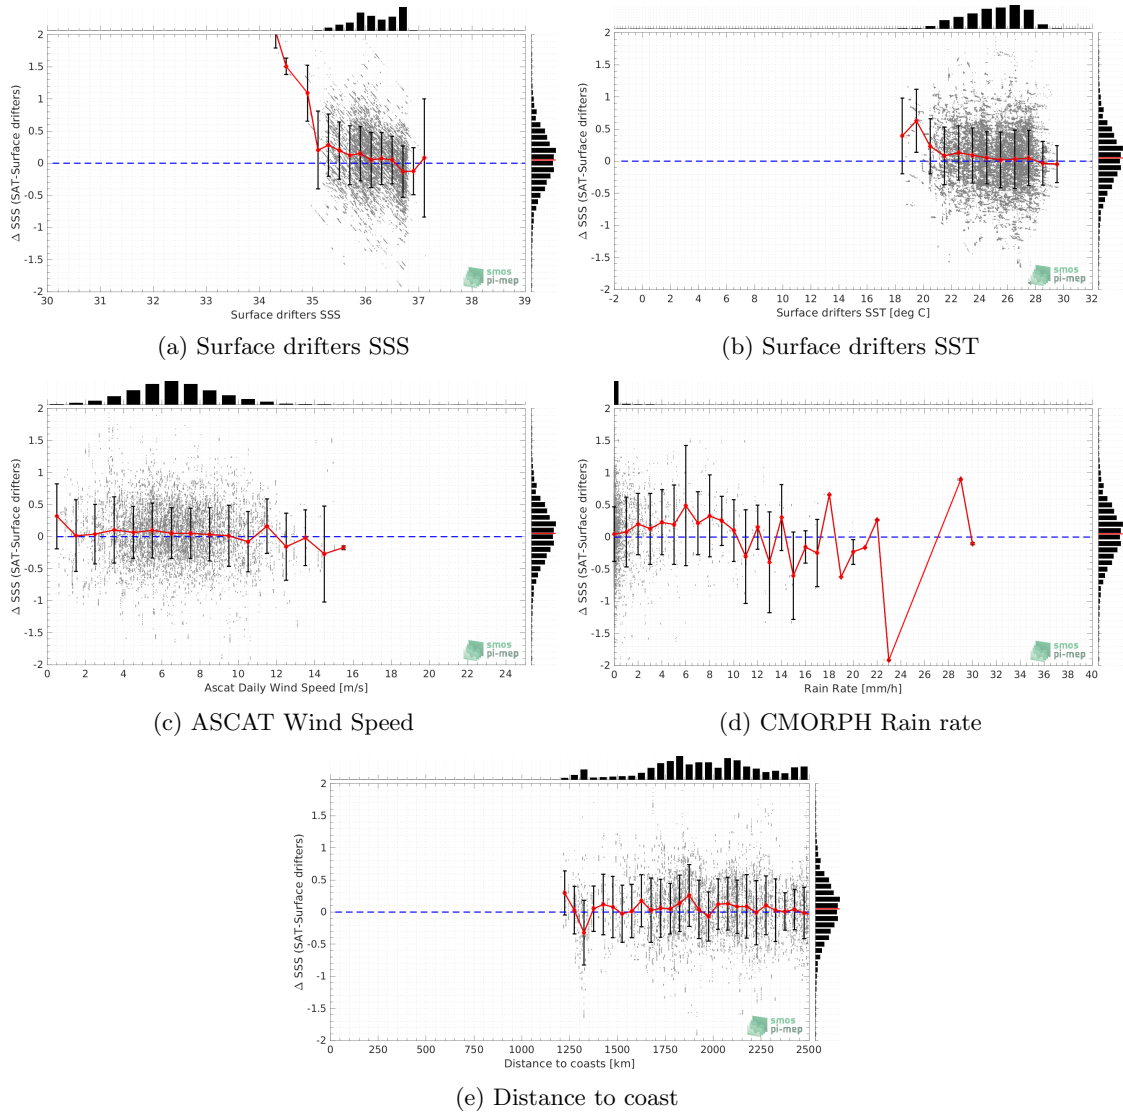 2
1.5
1
0.5
0
-0.5
-1
-1.5
-2
Δ SSS (SAT-Surface drifters)
30 31 32 33 34 35 36 37 38 39
Surface drifters SSS
smos
pi-mep
(a) Surface drifters SSS
2
1.5
1
0.5
0
-0.5
-1
-1.5
-2
Δ SSS (SAT-Surface drifters)
-2 0 2 4 6 8 10 12 14 16 18 20 22 24 26 28 30 32
Surface drifters SST [deg C]
smos
pi-mep
(b) Surface drifters SST
2
1.5
1
0.5
0
-0.5
-1
-1.5
-2
Δ SSS (SAT-Surface drifters)
0 2 4 6 8 10 12 14 16 18 20 22 24
Ascat Daily Wind Speed [m/s]
smos
pi-mep
(c) ASCAT Wind Speed
2
1.5
1
0.5
0
-0.5
-1
-1.5
-2
Δ SSS (SAT-Surface drifters)
0 2 4 6 8 10 12 14 16 18 20 22 24 26 28 30 32 34 36 38 40
Rain Rate [mm/h]
smos
pi-mep
(d) CMORPH Rain rate
2
1.5
1
0.5
0
-0.5
-1
-1.5
-2
Δ SSS (SAT-Surface drifters)
0 250 500 750 1000 1250 1500 1750 2000 2250 2500
Distance to coasts [km]
smos
pi-mep
(e) Distance to coast